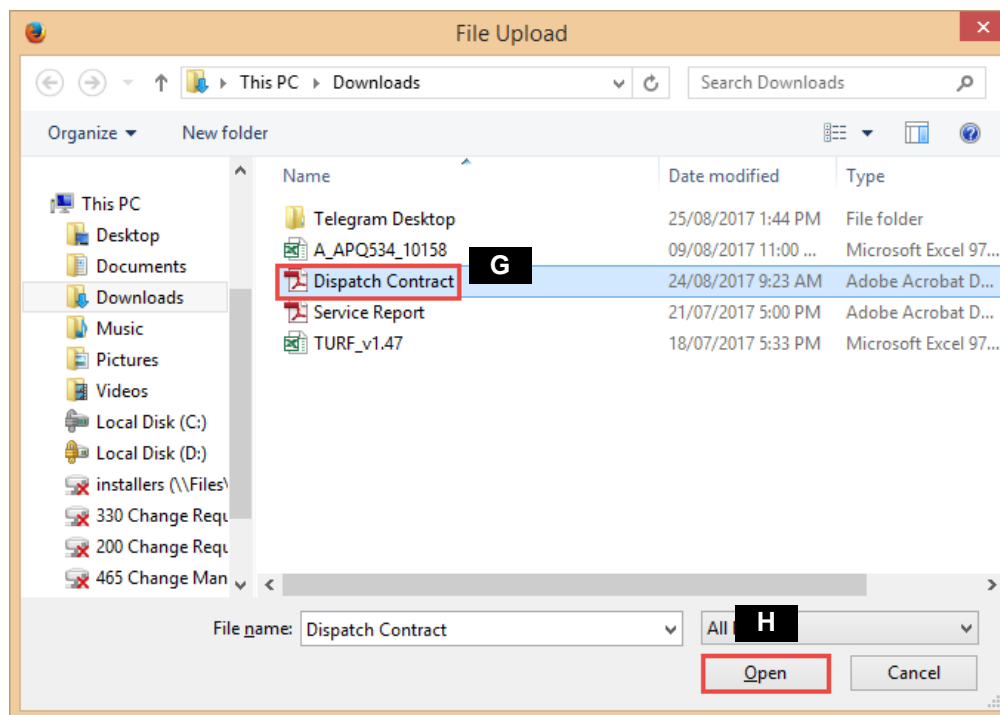 File Upload
This PC Downloads
Search Downloads
Organize New folder
Name Date modified Type
This PC
Desktop
Documents
Downloads
Music
Pictures
Videos
Local Disk (C:)
Local Disk (D:)
installers (\\Files\
330 Change Requ
200 Change Requ
465 Change Man
Telegram Desktop 25/08/2017 1:44 PM File folder
A_APQ534_10158 09/08/2017 11:00 ... Microsoft Excel 97...
G
Dispatch Contract 24/08/2017 9:23 AM Adobe Acrobat D...
Service Report 21/07/2017 5:00 PM Adobe Acrobat D...
TURF_v1.47 18/07/2017 5:33 PM Microsoft Excel 97...
File name: Dispatch Contract
All
H
Open Cancel